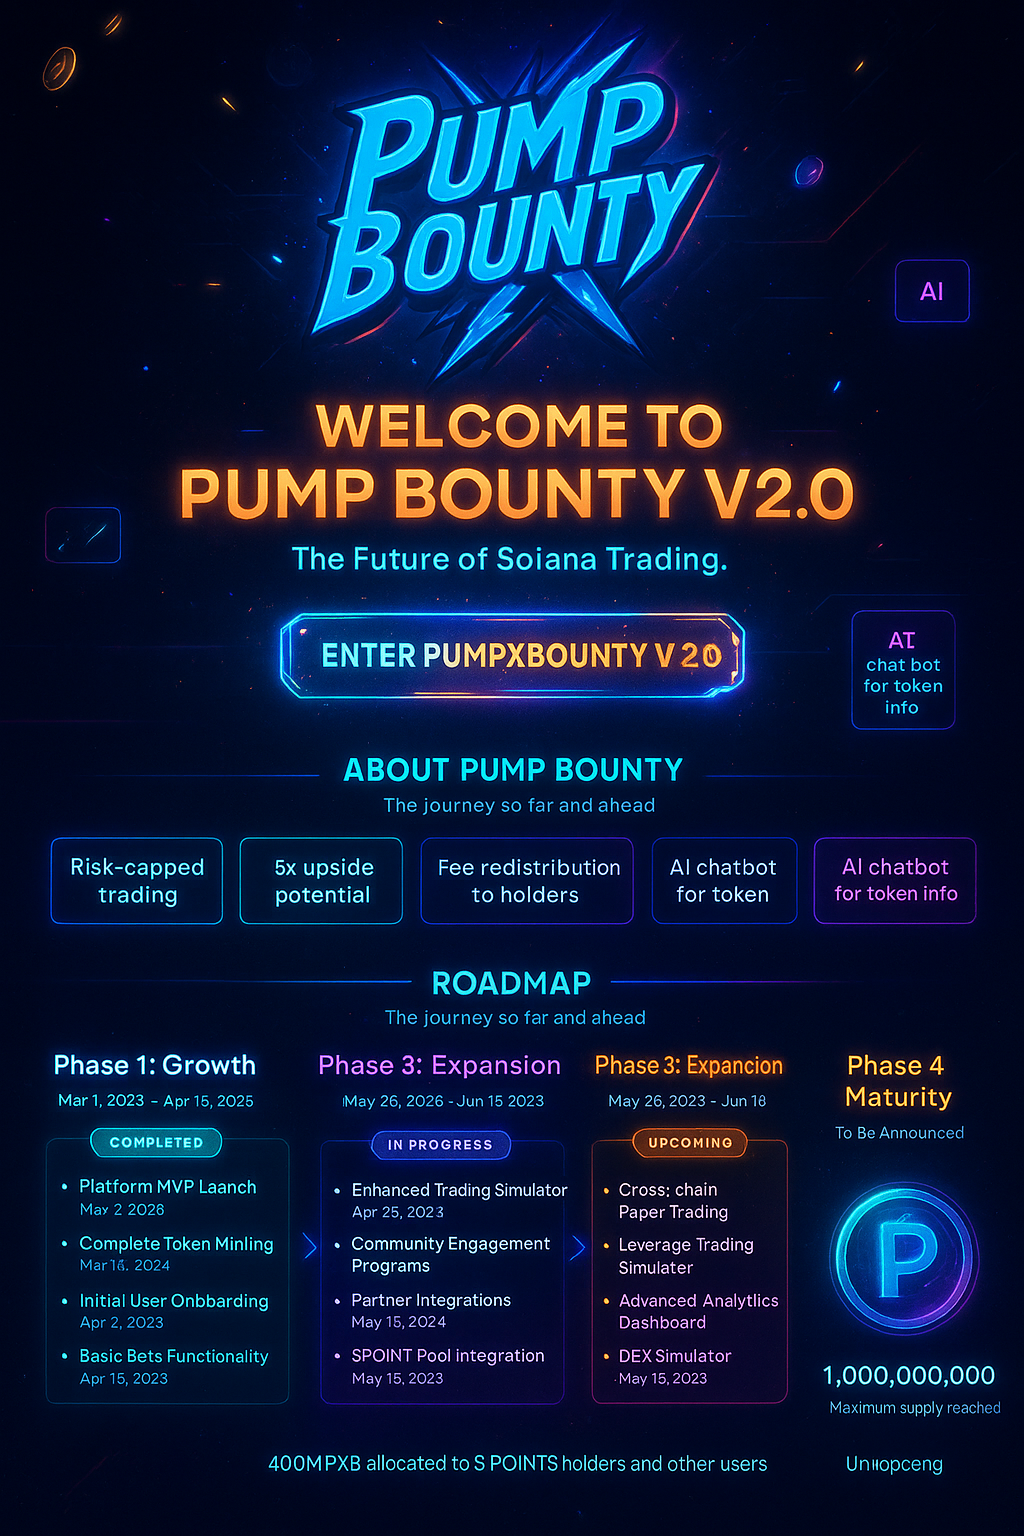 PUMP
BOUNTY
AI
WELCOME TO
PUMP BOUNTY V2.0
The Future of Soiana Trading.
ENTER PUMPXBOUNTY V 20
AI
chat bot
for token
info
ABOUT PUMP BOUNTY
The journey so far and ahead
Risk-capped
trading
5x upside
potential
Fee redistribution
to holders
AI chatbot
for token
AI chatbot
for token info
ROADMAP
The journey so far and ahead
Phase 1: Growth
Mar 1, 2023 - Apr 15, 2025
COMPLETED
• Platform MVP Laanch
May 2 2026
• Complete Token Minling
Mar 16. 2024
• Initial User Onbbarding
Apr 2, 2023
• Basic Bets Functionality
Apr 15, 2023
Phase 3: Expansion
May 26, 2026 - Jun 15 2023
IN PROGRESS
• Enhanced Trading Simulator
Apr 25, 2023
• Community Engagement
Programs
• Partner Integrations
May 15, 2024
• SPOINT Pool integration
May 15, 2023
Phase 3: Expancion
May 26, 2023 - Jun 18
UPCOMING
• Cross; chain
Paper Trading
• Leverage Trading
Simulater
• Advanced Analytlics
Dashboard
• DEX Simulator
May 15, 2023
Phase 4
Maturity
To Be Announced
P
1,000,000,000
Maximum supply reached
400MPXB allocated to S POINTS holders and other users